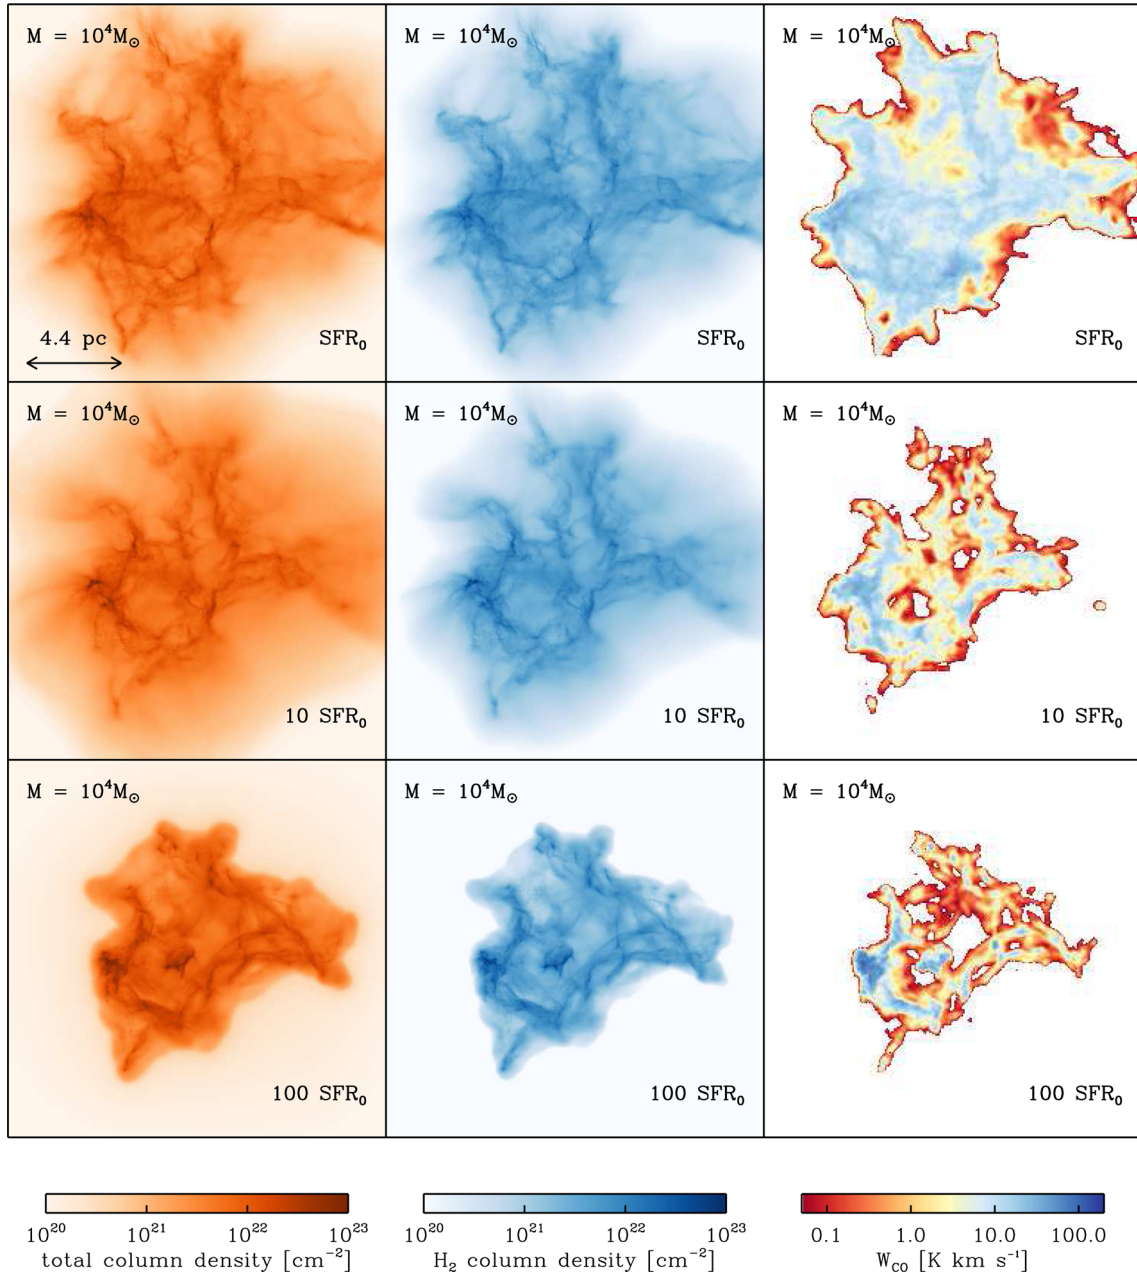 M = 10⁴M☉ M = 10⁴M☉ M = 10⁴M☉
4.4 pc
SFR₀ SFR₀ SFR₀
M = 10⁴M☉ M = 10⁴M☉ M = 10⁴M☉
10 SFR₀ 10 SFR₀ 10 SFR₀
M = 10⁴M☉ M = 10⁴M☉ M = 10⁴M☉
100 SFR₀ 100 SFR₀ 100 SFR₀
10²⁰ 10²¹ 10²² 10²³ 10²⁰ 10²¹ 10²² 10²³ 0.1 1.0 10.0 100.0
total column density [cm⁻²] H₂ column density [cm⁻²] W_CO [K km s⁻¹]